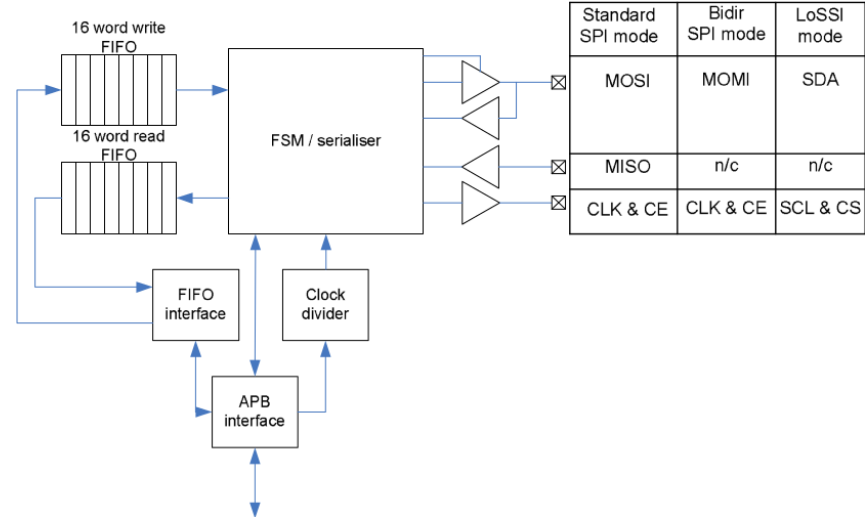 16 word write
FIFO
16 word read
FIFO
FSM / serialiser
FIFO
interface
Clock
divider
APB
interface
Standard
SPI mode
Bidir
SPI mode
LoSSI
mode
MOSI
MOMI
SDA
MISO
n/c
n/c
CLK & CE
CLK & CE
SCL & CS